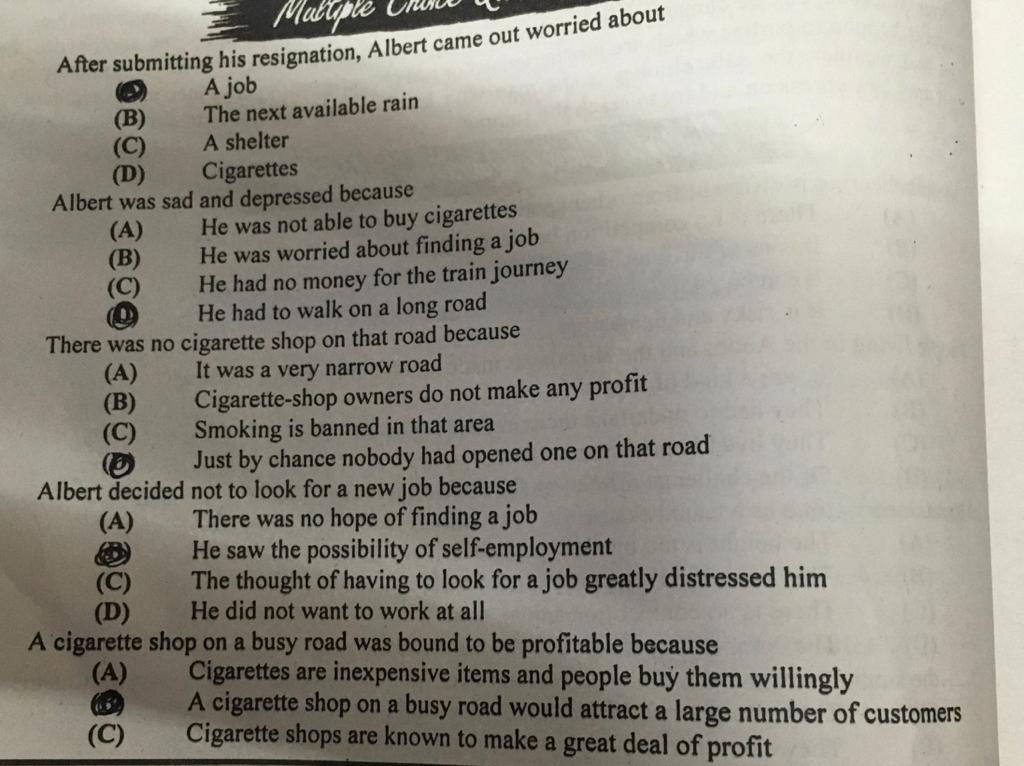 Multiple Choice
After submitting his resignation, Albert came out worried about
A job
(B) The next available rain
(C) A shelter
(D) Cigarettes
Albert was sad and depressed because
(A) He was not able to buy cigarettes
(B) He was worried about finding a job
(C) He had no money for the train journey
(D) He had to walk on a long road
There was no cigarette shop on that road because
(A) It was a very narrow road
(B) Cigarette-shop owners do not make any profit
(C) Smoking is banned in that area
(D) Just by chance nobody had opened one on that road
Albert decided not to look for a new job because
(A) There was no hope of finding a job
(B) He saw the possibility of self-employment
(C) The thought of having to look for a job greatly distressed him
(D) He did not want to work at all
A cigarette shop on a busy road was bound to be profitable because
(A) Cigarettes are inexpensive items and people buy them willingly
(B) A cigarette shop on a busy road would attract a large number of customers
(C) Cigarette shops are known to make a great deal of profit